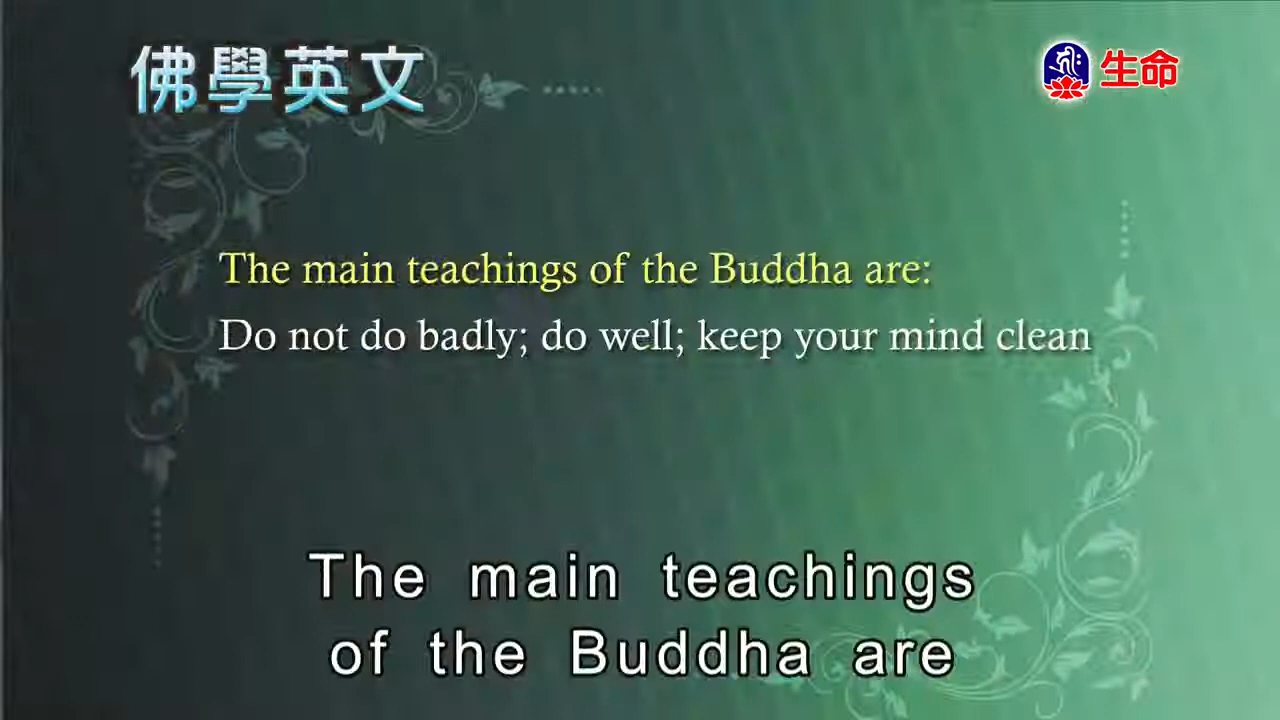 佛學英文
生命
The main teachings of the Buddha are:
Do not do badly; do well; keep your mind clean
The main teachings
of the Buddha are